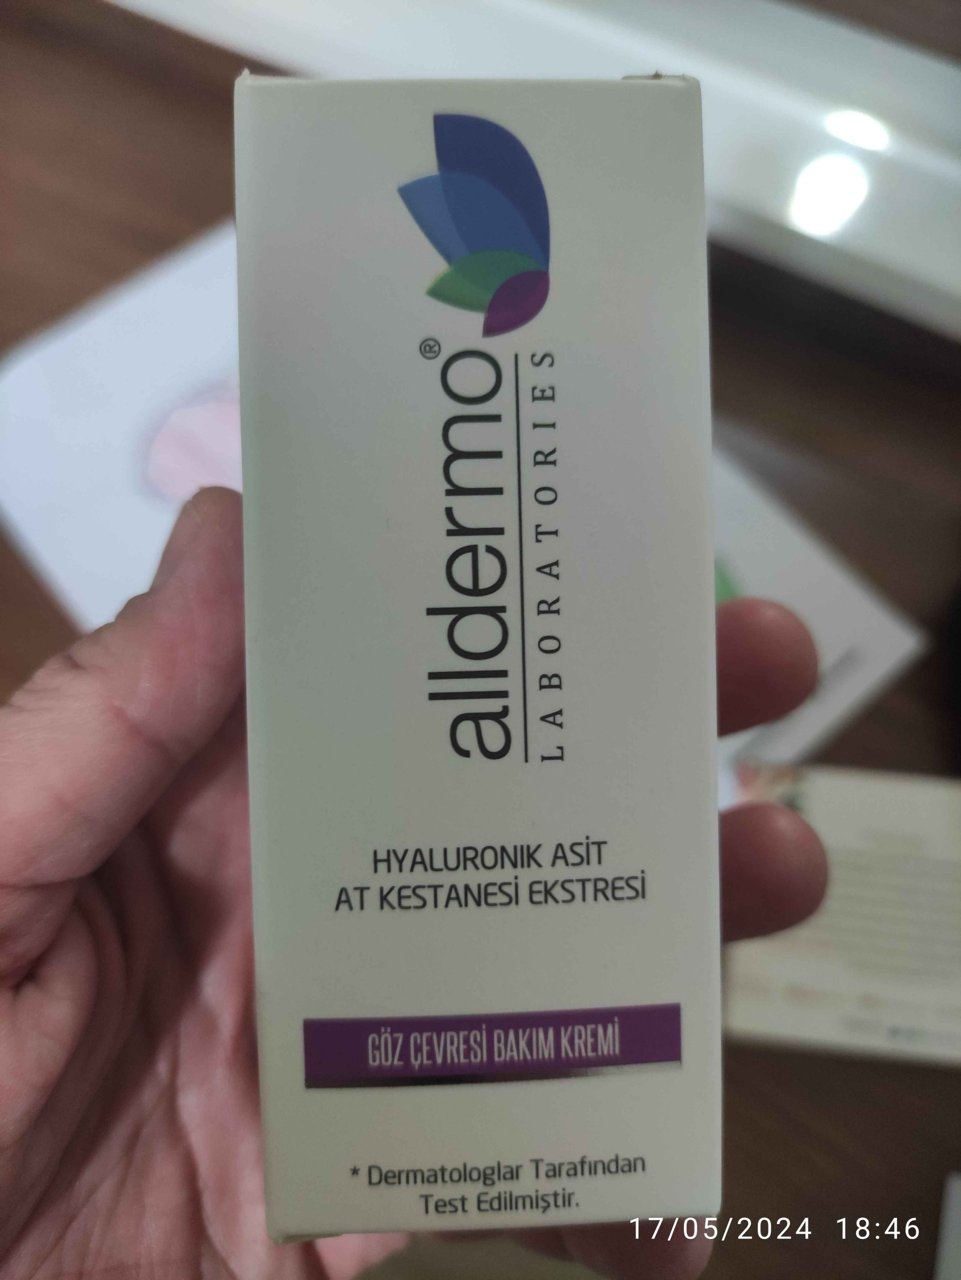 alldermo®
LABORATORIES
HYALURONIK ASİT
AT KESTANESİ EKSTRESİ
GÖZ ÇEVRESİ BAKIM KREMİ
* Dermatologlar Tarafından
Test Edilmiştir.
17/05/2024 18:46